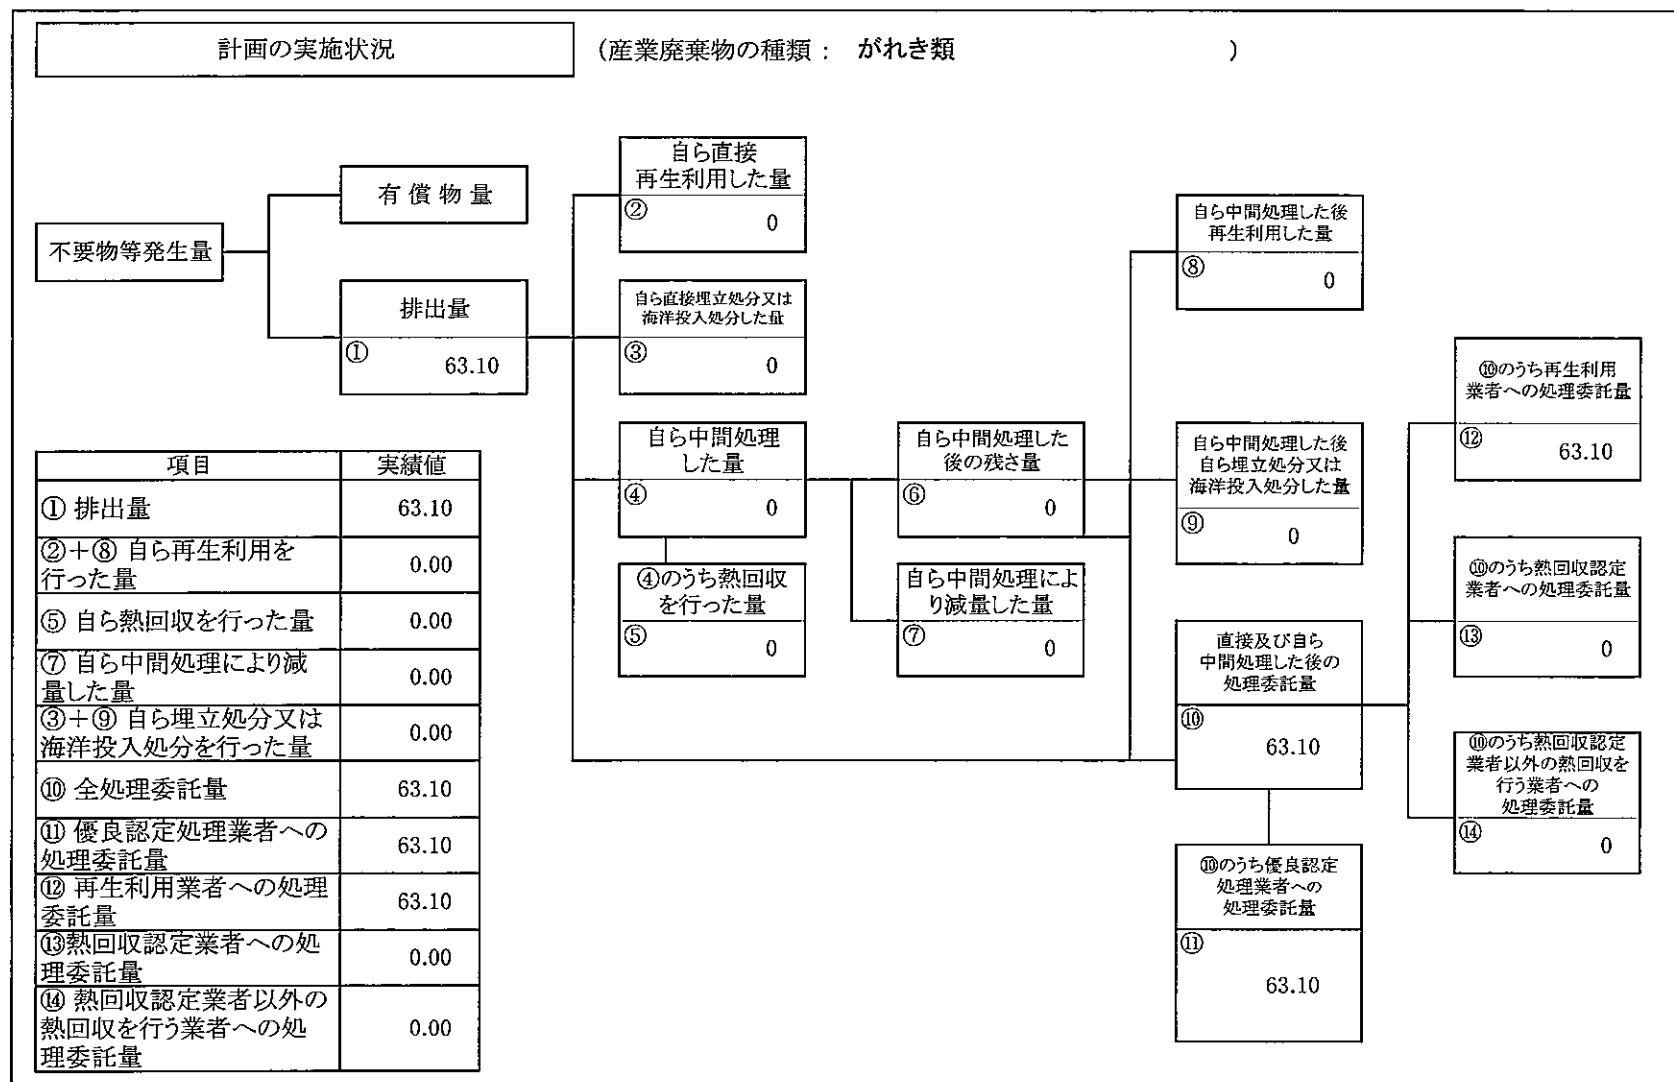 計画の実施状況
(産業廃棄物の種類： がれき類 )
不要物等発生量
有償物量
排出量
①
63.10
自ら直接
再生利用した量
②
0
自ら直接埋立処分又は
海洋投入処分した量
③
0
自ら中間処理
した量
④
0
④のうち熱回収
を行った量
⑤
0
自ら中間処理した
後の残さ量
⑥
0
自ら中間処理によ
り減量した量
⑦
0
自ら中間処理した後
再生利用した量
⑧
0
自ら中間処理した後
自ら埋立処分又は
海洋投入処分した量
⑨
0
直接及び自ら
中間処理した後の
処理委託量
⑩
63.10
⑩のうち優良認定
処理業者への
処理委託量
⑪
63.10
⑩のうち再生利用
業者への処理委託量
⑫
63.10
⑩のうち熱回収認定
業者への処理委託量
⑬
0
⑩のうち熱回収認定
業者以外の熱回収を
行う業者への
処理委託量
⑭
0
項目 実績値
① 排出量 63.10
②＋⑧ 自ら再生利用を
行った量 0.00
⑤ 自ら熱回収を行った量 0.00
⑦ 自ら中間処理により減
量した量 0.00
③＋⑨ 自ら埋立処分又は
海洋投入処分を行った量 0.00
⑩ 全処理委託量 63.10
⑪ 優良認定処理業者への
処理委託量 63.10
⑫ 再生利用業者への処理
委託量 63.10
⑬熱回収認定業者への処
理委託量 0.00
⑭ 熱回収認定業者以外の
熱回収を行う業者への処
理委託量 0.00